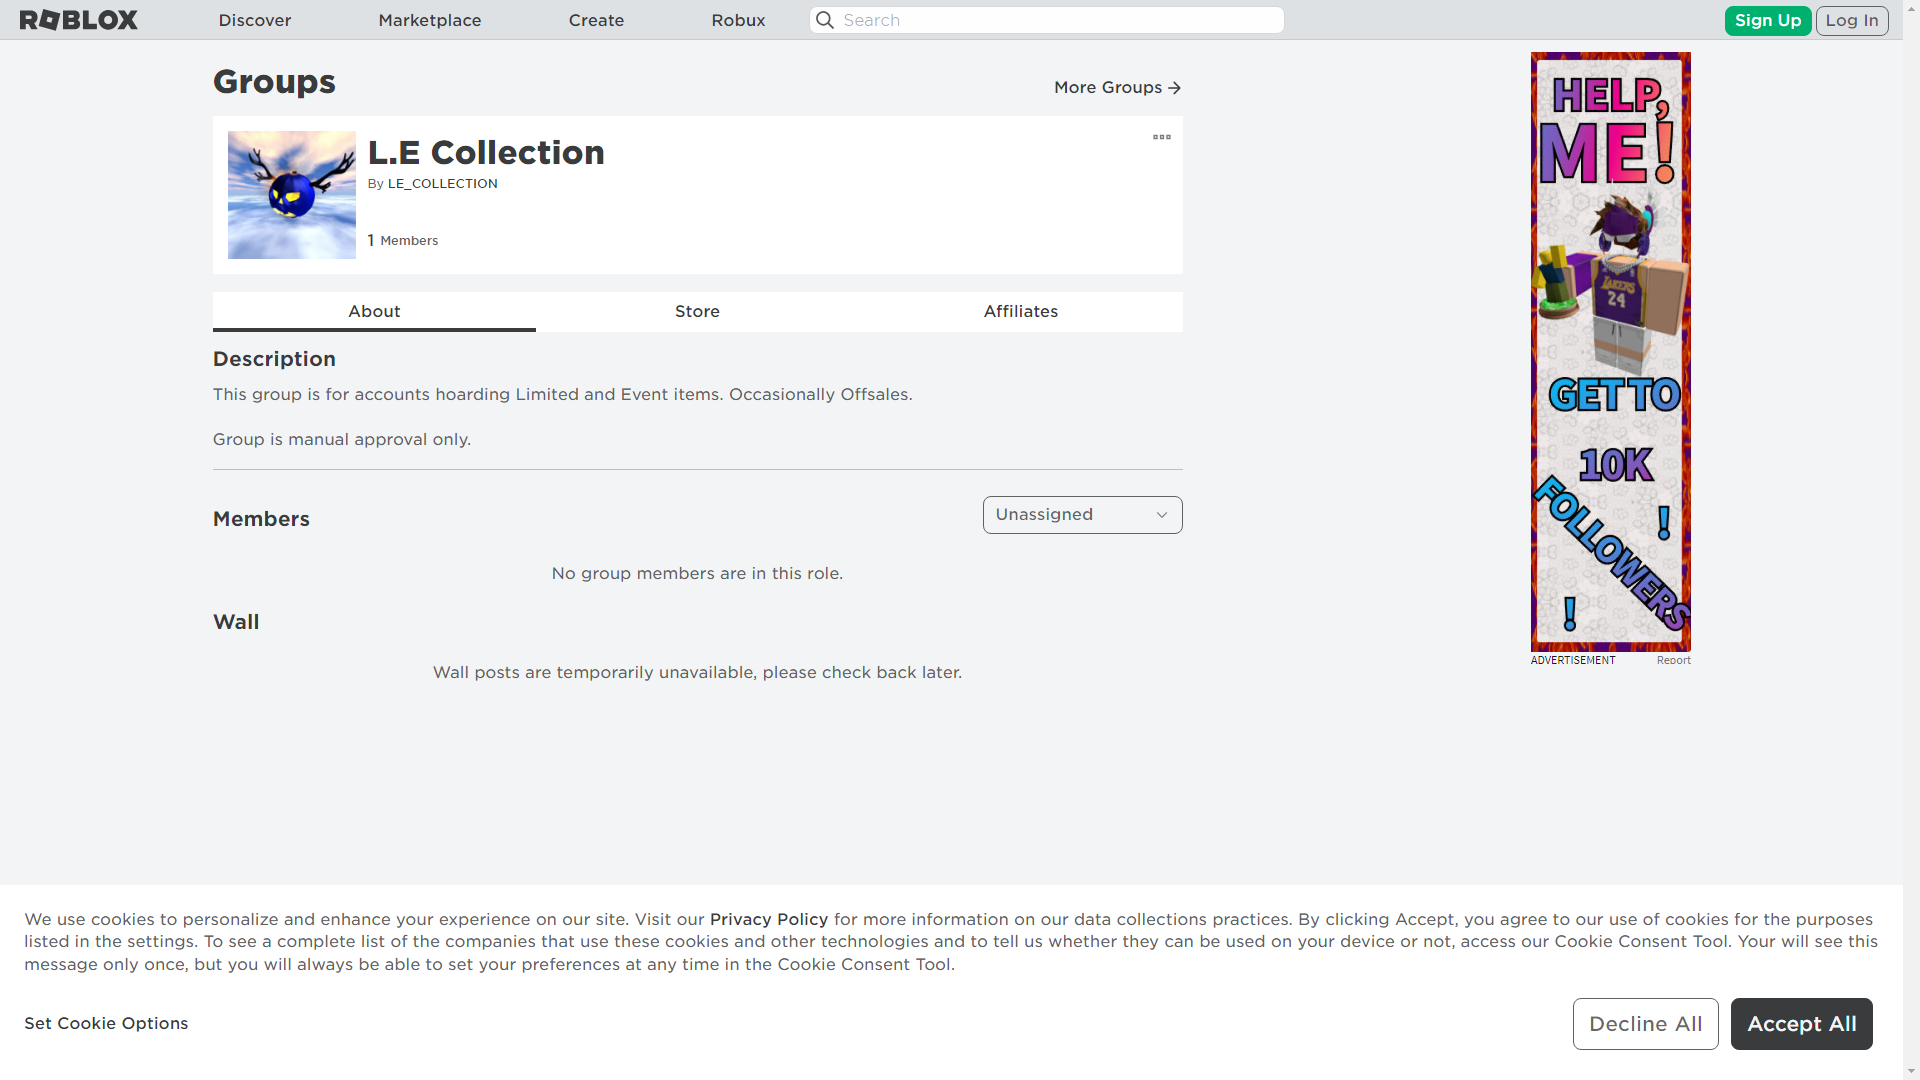 ROBLOX
Discover
Marketplace
Create
Robux
Search
Sign Up
Log In
Groups
More Groups
L.E Collection
By LE_COLLECTION
1 Members
About
Store
Affiliates
Description
This group is for accounts hoarding Limited and Event items. Occasionally Offsales.
Group is manual approval only.
Members
Unassigned
No group members are in this role.
Wall
Wall posts are temporarily unavailable, please check back later.
HELP,
ME!
LAKERS
24
GET TO
10K
FOLLOWERS
!
!
ADVERTISEMENT
Report
We use cookies to personalize and enhance your experience on our site. Visit our Privacy Policy for more information on our data collections practices. By clicking Accept, you agree to our use of cookies for the purposes
listed in the settings. To see a complete list of the companies that use these cookies and other technologies and to tell us whether they can be used on your device or not, access our Cookie Consent Tool. Your will see this
message only once, but you will always be able to set your preferences at any time in the Cookie Consent Tool.
Set Cookie Options
Decline All
Accept All